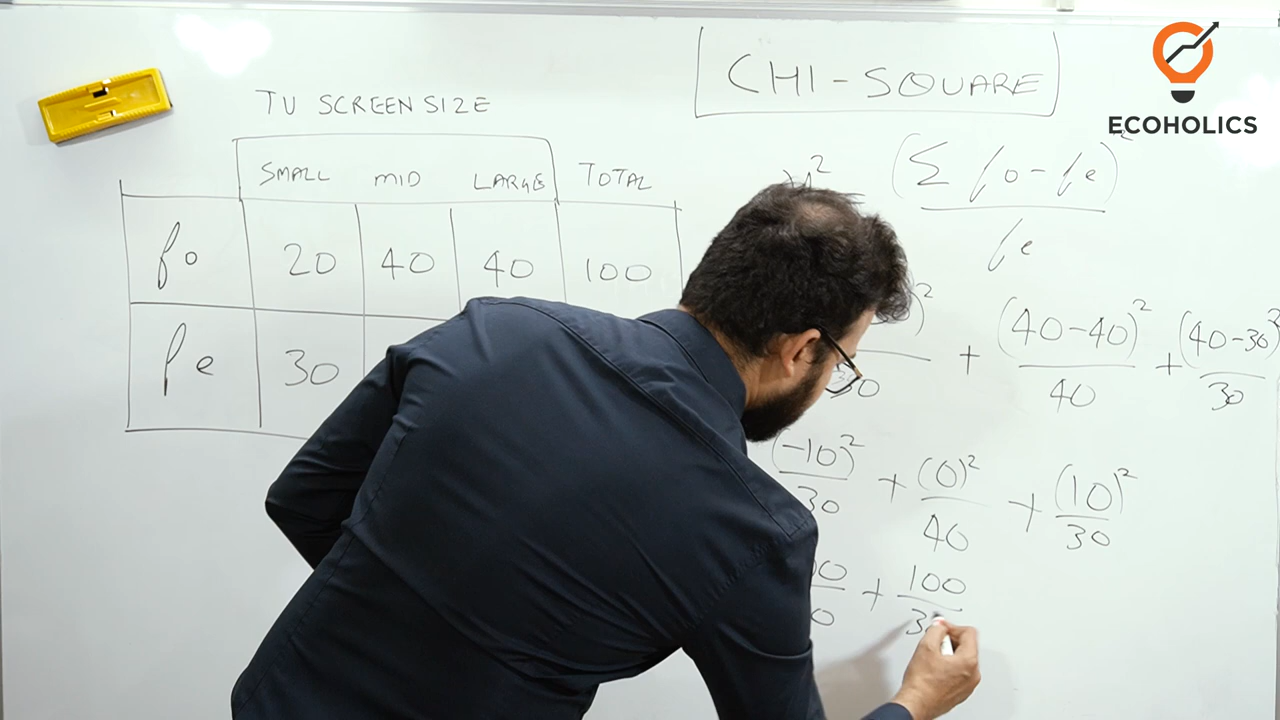 CHI-SQUARE
ECOHOLICS
TV SCREEN SIZE
SMALL MID LARGE TOTAL
fo 20 40 40 100
fe 30
(Σ fo - fe)²
fe
(40-40)² + (40-30)²
40 30
(-10)² + (0)² + (10)²
30 40 30
+ 100